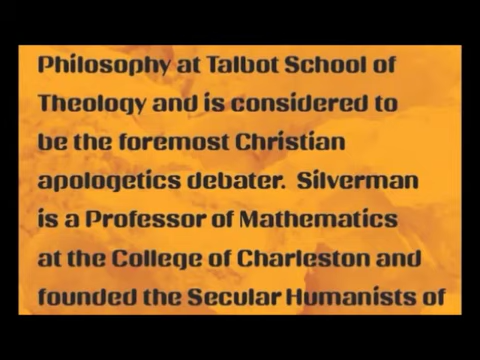 Philosophy at Talbot School of
Theology and is considered to
be the foremost Christian
apologetics debater.  Silverman
is a Professor of Mathematics
at the College of Charleston and
founded the Secular Humanists of